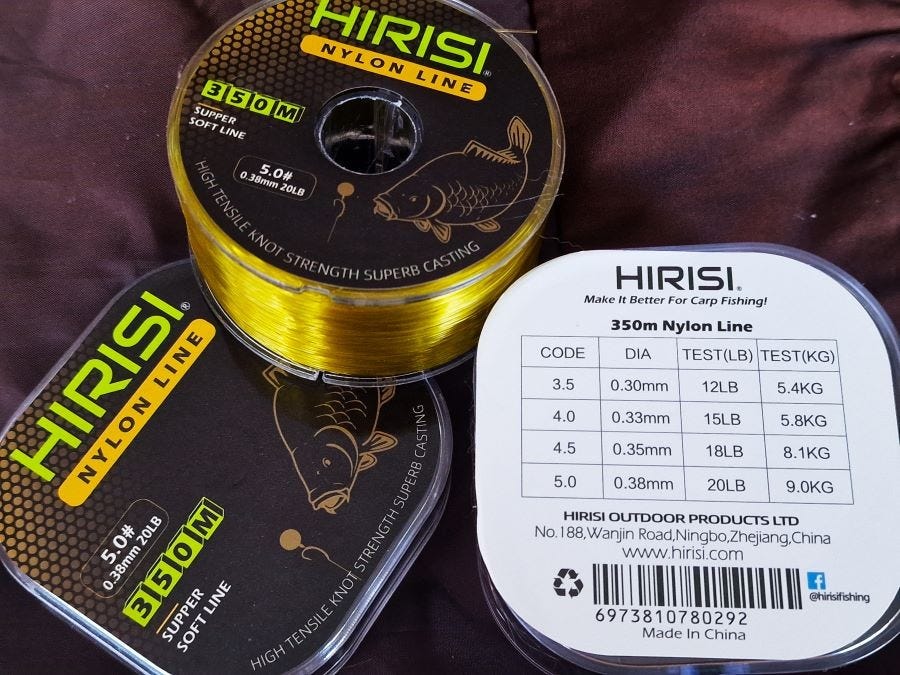 HIRISI®
NYLON LINE
350M
SUPPER
SOFT LINE
5.0#
0.38mm 20LB
HIGH TENSILE KNOT STRENGTH SUPERB CASTING
HIRISI®
NYLON LINE
5.0#
0.38mm 20LB
350M
SUPPER
SOFT LINE
HIGH TENSILE KNOT STRENGTH SUPERB CASTING
HIRISI®
Make It Better For Carp Fishing!
350m Nylon Line
CODE DIA TEST(LB) TEST(KG)
3.5 0.30mm 12LB 5.4KG
4.0 0.33mm 15LB 5.8KG
4.5 0.35mm 18LB 8.1KG
5.0 0.38mm 20LB 9.0KG
HIRISI OUTDOOR PRODUCTS LTD
No.188,Wanjin Road,Ningbo,Zhejiang,China
www.hirisi.com
@hirisifishing
6973810780292
Made In China